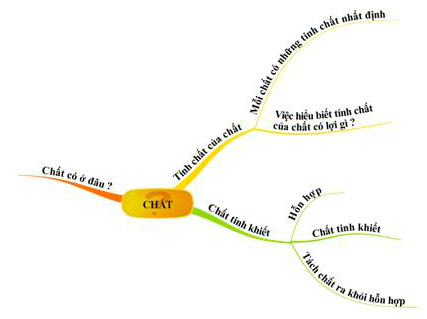 CHẤT
Chất có ở đâu ?
Tính chất của chất
Mỗi chất có những tính chất nhất định
Việc hiểu biết tính chất
của chất có lợi gì ?
Chất tinh khiết
Hỗn hợp
Chất tinh khiết
Tách chất ra khỏi hỗn hợp